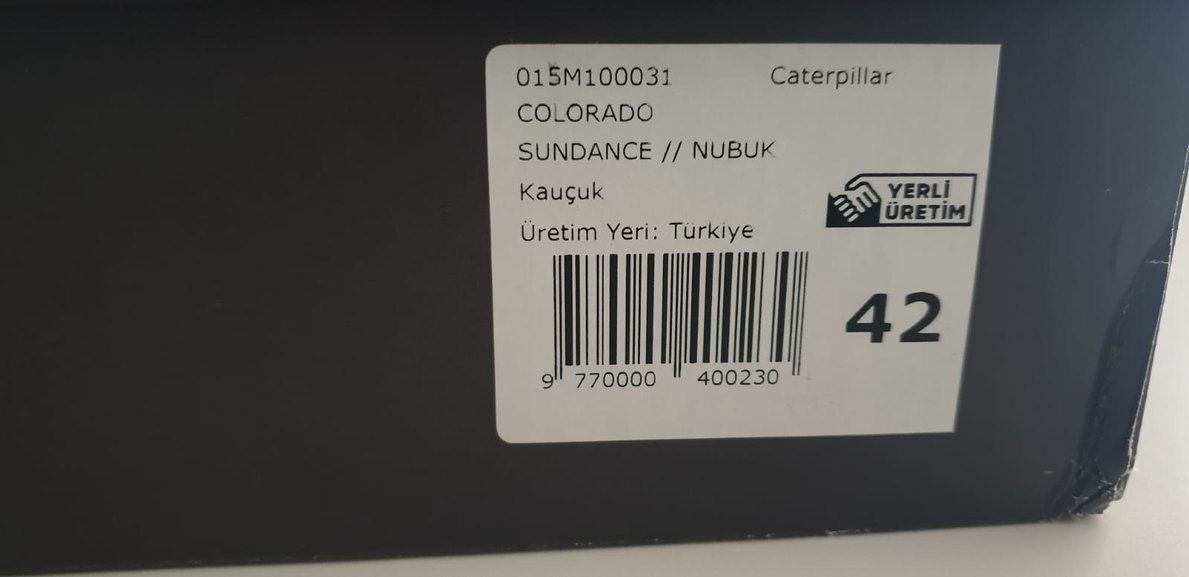 015M100031 Caterpillar
COLORADO
SUNDANCE // NUBUK
Kauçuk
YERLİ
ÜRETİM
Üretim Yeri: Türkiye
42
9 770000 400230